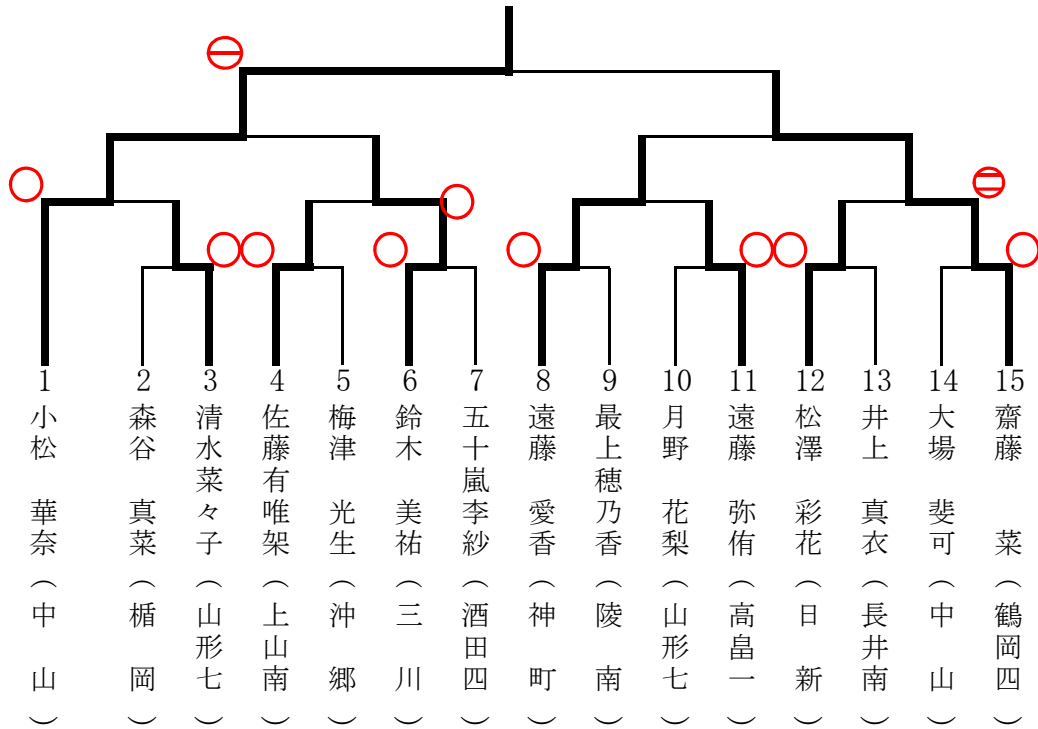 1
小松 華奈(中山)
2
森谷 真菜(楯岡)
3
清水菜々子(山形七)
4
佐藤有唯架(上山南)
5
梅津 光生(沖郷)
6
鈴木 美祐(三川)
7
五十嵐李紗(酒田四)
8
遠藤 愛香(神町)
9
最上穂乃香(陵南)
10
月野 花梨(山形七)
11
遠藤 弥侑(高畠一)
12
松澤 彩花(日新)
13
井上 真衣(長井南)
14
大場 斐可(中山)
15
齋藤 菜(鶴岡四)